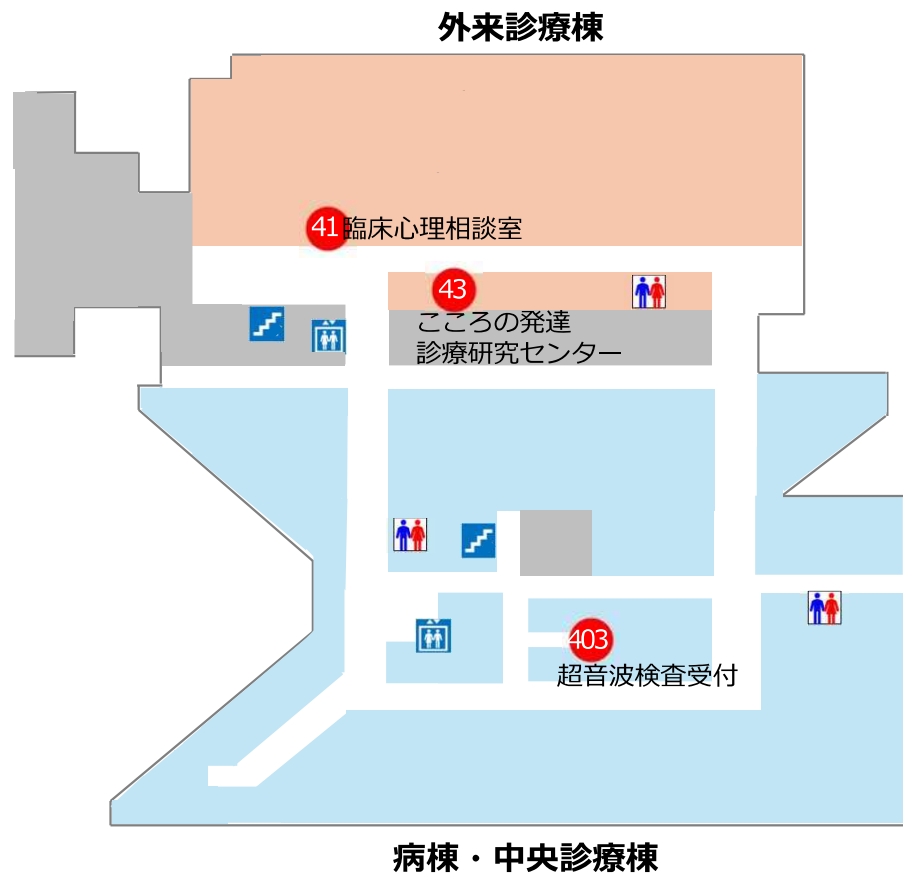 外来診療棟
41 臨床心理相談室
43
こころの発達
診療研究センター
403
超音波検査受付
病棟・中央診療棟